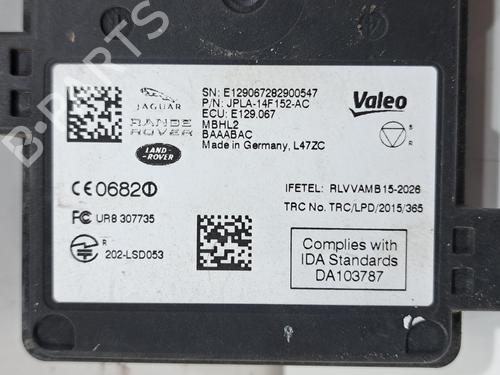 B-PARTS
SN: E129067282900547
P/N: JPLA-14F152-AC
ECU: E129.067
MBHL2
BAAABAC
Made in Germany, L47ZC
JAGUAR
RANGE
ROVER
LAND-
ROVER
Valeo
S
R
CE0682
IFETEL: RLVVAMB15-2026
TRC No. TRC/LPD/2015/365
FC UR8 307735
R
202-LSD053
Complies with
IDA Standards
DA103787